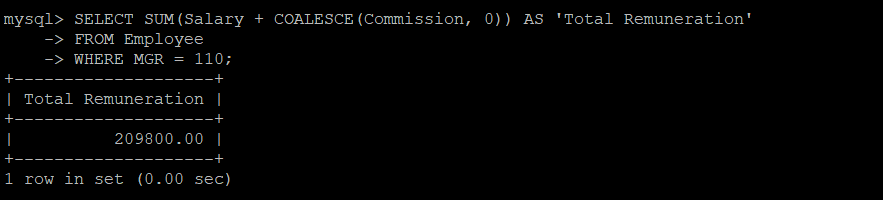 mysql> SELECT SUM(Salary + COALESCE(Commission, 0)) AS 'Total Remuneration'
    -> FROM Employee
    -> WHERE MGR = 110;
+--------------------+
| Total Remuneration |
+--------------------+
|          209800.00 |
+--------------------+
1 row in set (0.00 sec)